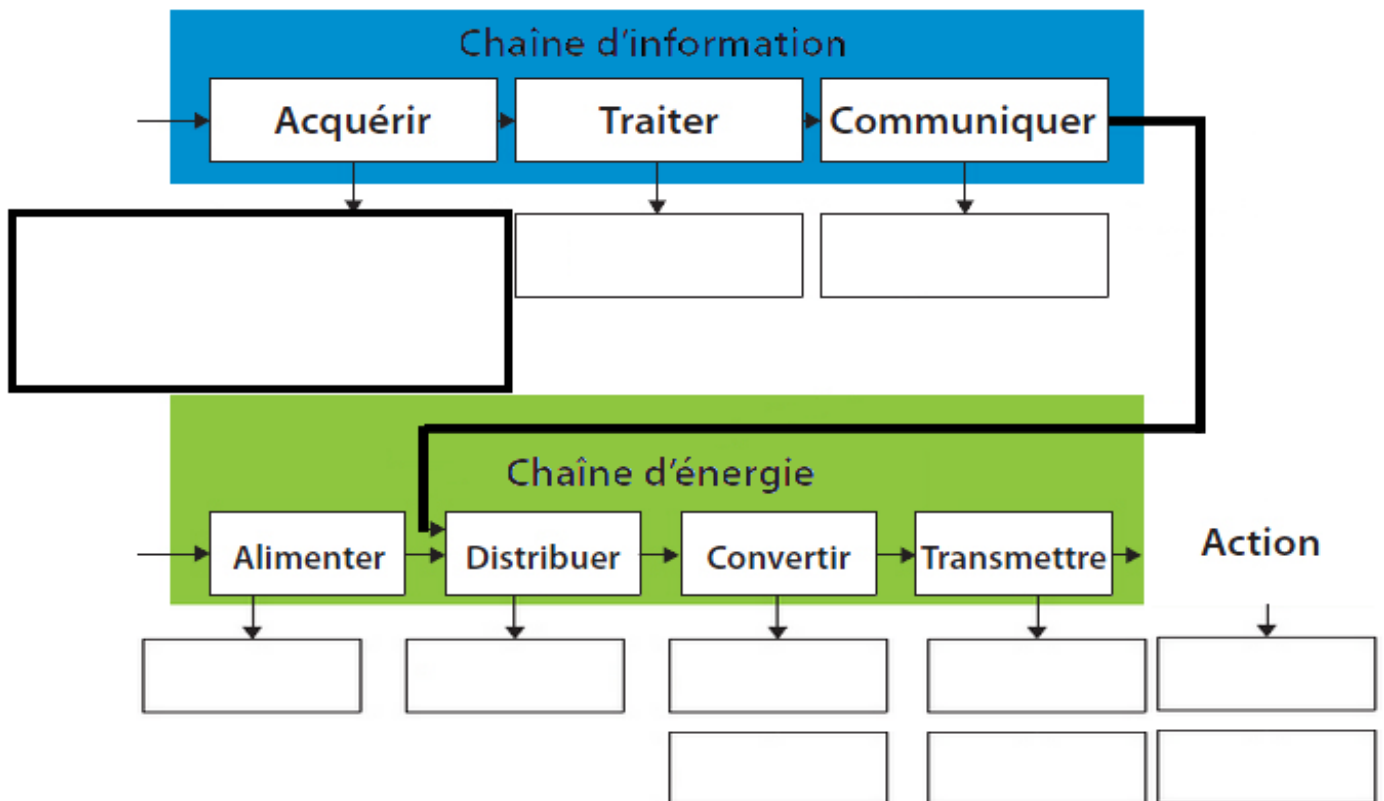 Chaîne d'information
Acquérir
Traiter
Communiquer
Chaîne d'énergie
Alimenter
Distribuer
Convertir
Transmettre
Action